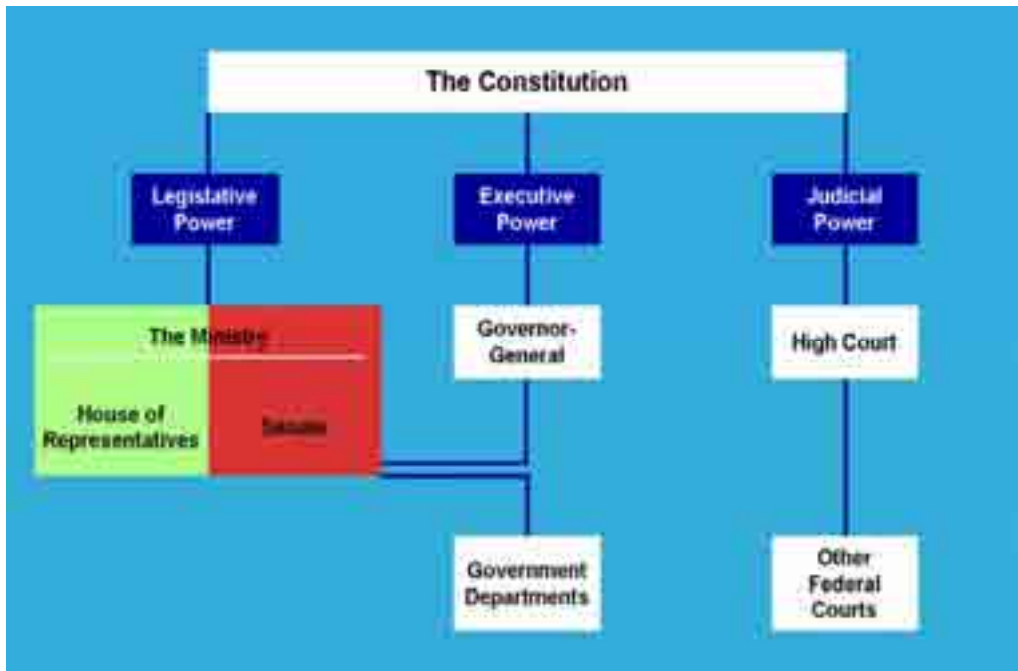 The Constitution
Legislative
Power
Executive
Power
Judicial
Power
The Ministry
House of
Representatives
Senate
Governor-
General
High Court
Government
Departments
Other
Federal
Courts